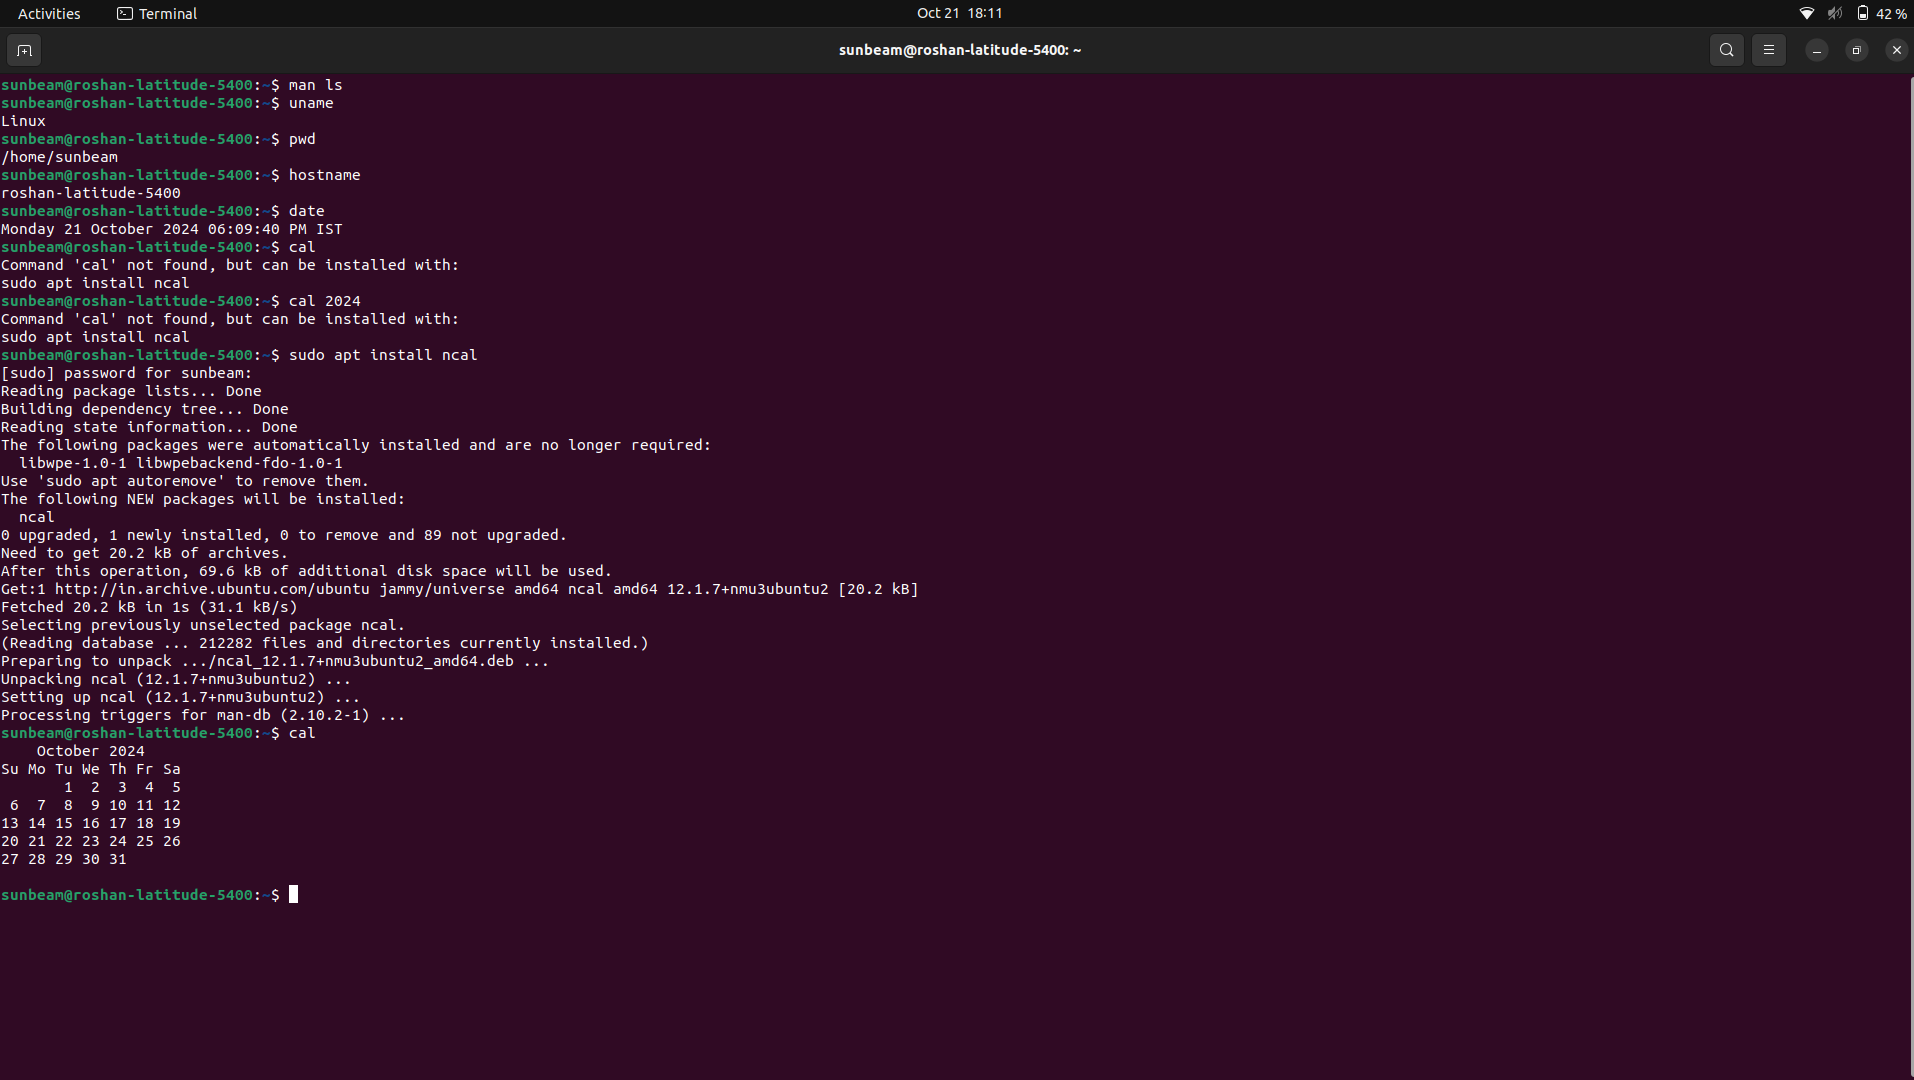 Activities Terminal Oct 21 18:11 42 %
sunbeam@roshan-latitude-5400: ~
sunbeam@roshan-latitude-5400:~$ man ls
sunbeam@roshan-latitude-5400:~$ uname
Linux
sunbeam@roshan-latitude-5400:~$ pwd
/home/sunbeam
sunbeam@roshan-latitude-5400:~$ hostname
roshan-latitude-5400
sunbeam@roshan-latitude-5400:~$ date
Monday 21 October 2024 06:09:40 PM IST
sunbeam@roshan-latitude-5400:~$ cal
Command 'cal' not found, but can be installed with:
sudo apt install ncal
sunbeam@roshan-latitude-5400:~$ cal 2024
Command 'cal' not found, but can be installed with:
sudo apt install ncal
sunbeam@roshan-latitude-5400:~$ sudo apt install ncal
[sudo] password for sunbeam:
Reading package lists... Done
Building dependency tree... Done
Reading state information... Done
The following packages were automatically installed and are no longer required:
  libwpe-1.0-1 libwpebackend-fdo-1.0-1
Use 'sudo apt autoremove' to remove them.
The following NEW packages will be installed:
  ncal
0 upgraded, 1 newly installed, 0 to remove and 89 not upgraded.
Need to get 20.2 kB of archives.
After this operation, 69.6 kB of additional disk space will be used.
Get:1 http://in.archive.ubuntu.com/ubuntu jammy/universe amd64 ncal amd64 12.1.7+nmu3ubuntu2 [20.2 kB]
Fetched 20.2 kB in 1s (31.1 kB/s)
Selecting previously unselected package ncal.
(Reading database ... 212282 files and directories currently installed.)
Preparing to unpack .../ncal_12.1.7+nmu3ubuntu2_amd64.deb ...
Unpacking ncal (12.1.7+nmu3ubuntu2) ...
Setting up ncal (12.1.7+nmu3ubuntu2) ...
Processing triggers for man-db (2.10.2-1) ...
sunbeam@roshan-latitude-5400:~$ cal
    October 2024
Su Mo Tu We Th Fr Sa
       1  2  3  4  5
 6  7  8  9 10 11 12
13 14 15 16 17 18 19
20 21 22 23 24 25 26
27 28 29 30 31
sunbeam@roshan-latitude-5400:~$